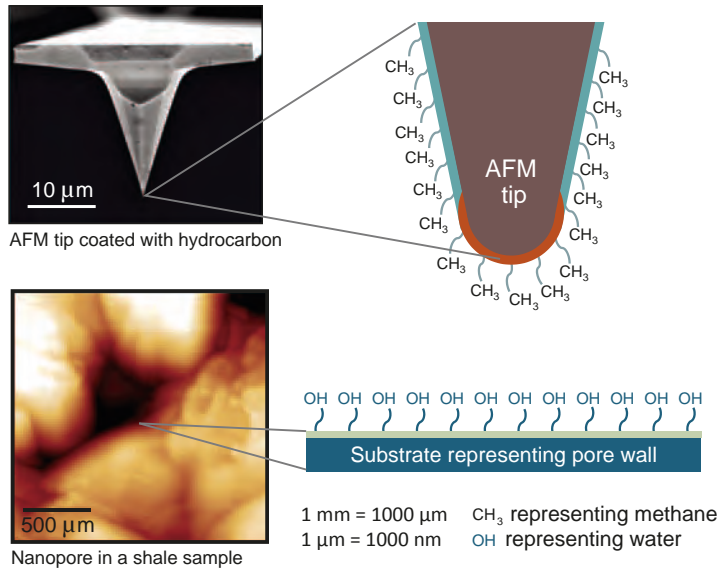 10 μm
AFM tip coated with hydrocarbon
CH₃ CH₃
CH₃ CH₃
CH₃ CH₃
CH₃ CH₃
CH₃ CH₃
CH₃ CH₃
CH₃ CH₃
CH₃ CH₃ CH₃ CH₃
AFM
tip
500 μm
Nanopore in a shale sample
OH OH OH OH OH OH OH OH OH OH OH
Substrate representing pore wall
1 mm = 1000 μm CH₃ representing methane
1 μm = 1000 nm OH representing water